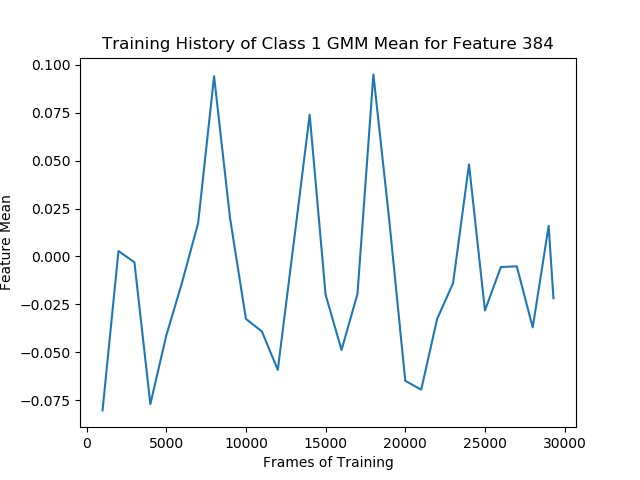 Training History of Class 1 GMM Mean for Feature 384
0.100
0.075
0.050
0.025
0.000
−0.025
−0.050
−0.075
Feature Mean
0 5000 10000 15000 20000 25000 30000
Frames of Training